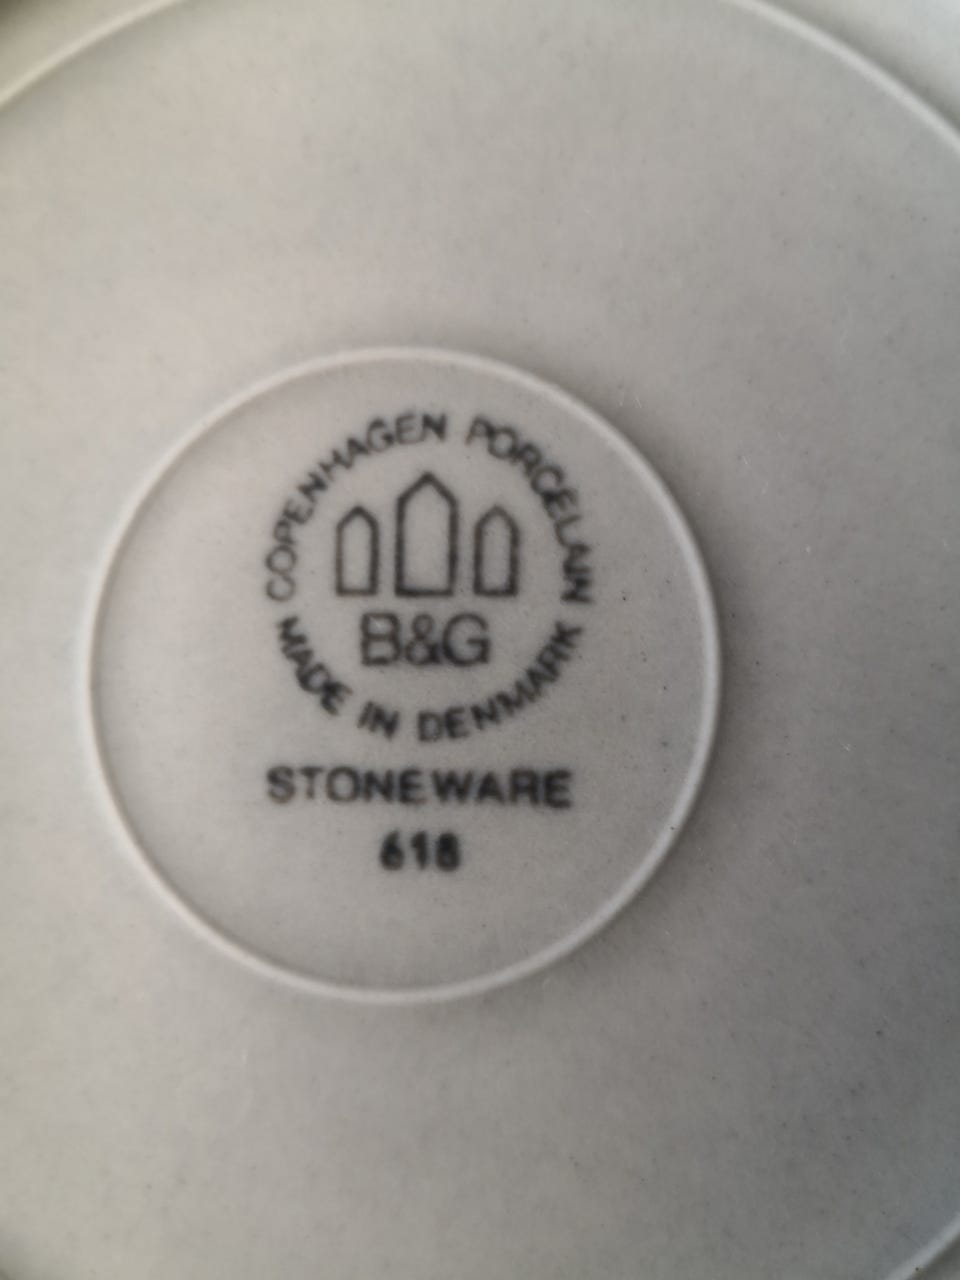 COPENHAGEN PORCELAIN
B&G
MADE IN DENMARK
STONEWARE
618